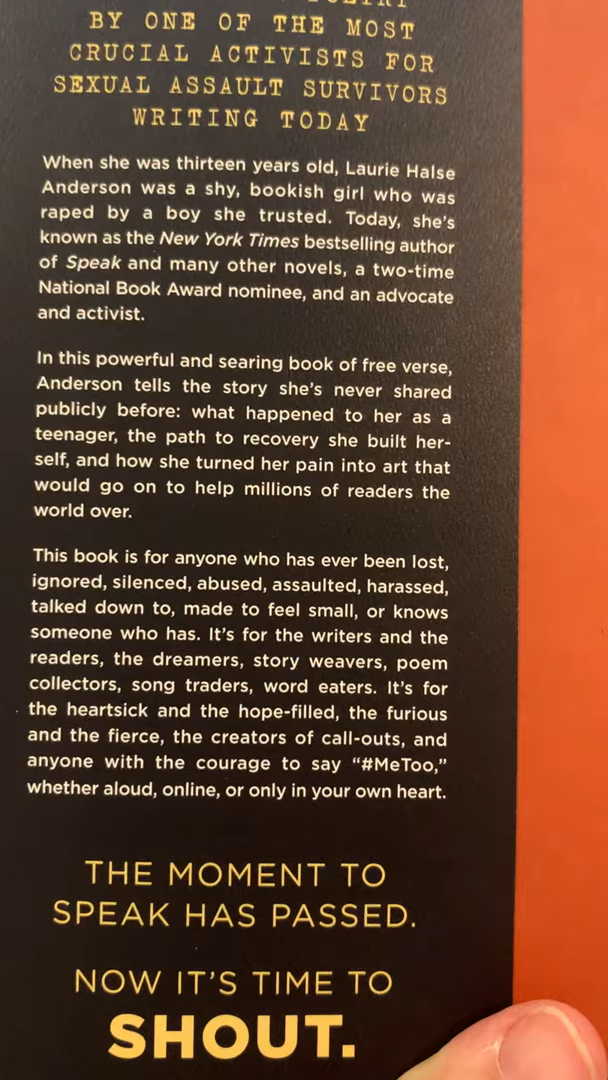 BY ONE OF THE MOST
CRUCIAL ACTIVISTS FOR
SEXUAL ASSAULT SURVIVORS
WRITING TODAY
When she was thirteen years old, Laurie Halse
Anderson was a shy, bookish girl who was
raped by a boy she trusted. Today, she's
known as the New York Times bestselling author
of Speak and many other novels, a two-time
National Book Award nominee, and an advocate
and activist.
In this powerful and searing book of free verse,
Anderson tells the story she's never shared
publicly before: what happened to her as a
teenager, the path to recovery she built her-
self, and how she turned her pain into art that
would go on to help millions of readers the
world over.
This book is for anyone who has ever been lost,
ignored, silenced, abused, assaulted, harassed,
talked down to, made to feel small, or knows
someone who has. It's for the writers and the
readers, the dreamers, story weavers, poem
collectors, song traders, word eaters. It's for
the heartsick and the hope-filled, the furious
and the fierce, the creators of call-outs, and
anyone with the courage to say “#MeToo,”
whether aloud, online, or only in your own heart.
THE MOMENT TO
SPEAK HAS PASSED.
NOW IT'S TIME TO
SHOUT.